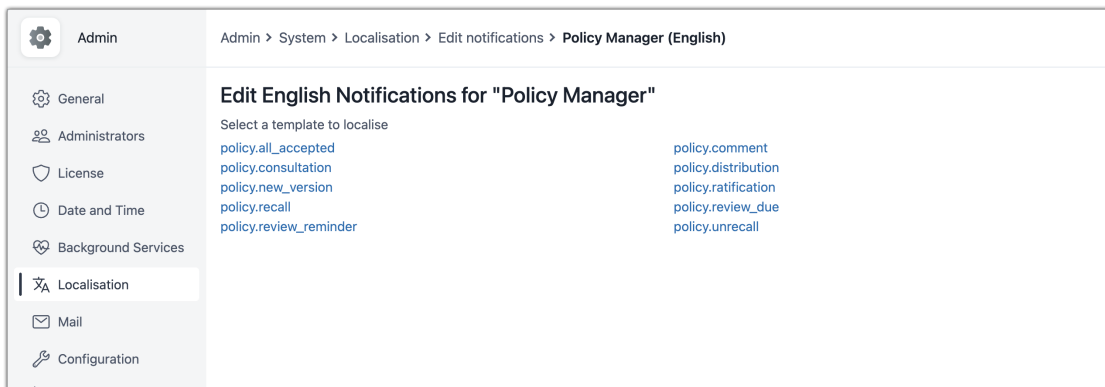 Admin
Admin > System > Localisation > Edit notifications > Policy Manager (English)
General
Administrators
License
Date and Time
Background Services
Localisation
Mail
Configuration
Edit English Notifications for "Policy Manager"
Select a template to localise
policy.all_accepted
policy.consultation
policy.new_version
policy.recall
policy.review_reminder
policy.comment
policy.distribution
policy.ratification
policy.review_due
policy.unrecall